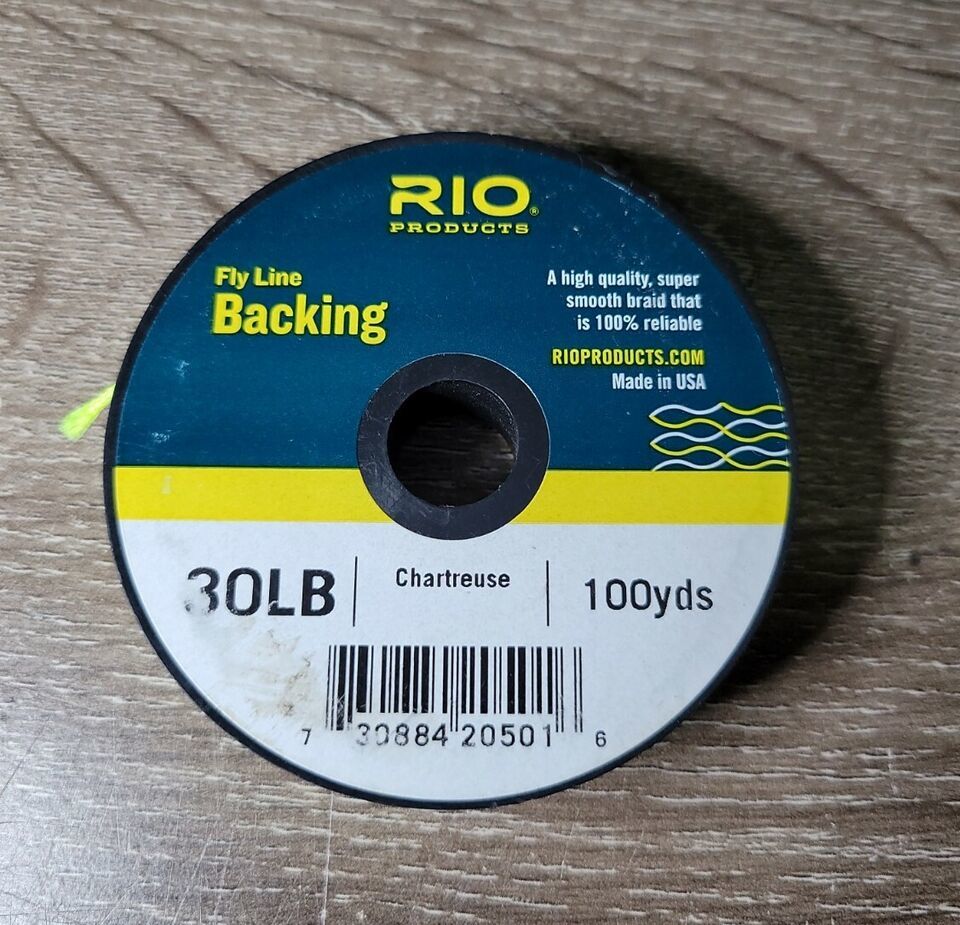 RIO®
PRODUCTS
Fly Line
Backing
A high quality, super
smooth braid that
is 100% reliable
RIOPRODUCTS.COM
Made in USA
30LB
Chartreuse
100yds
7 30884 20501 6